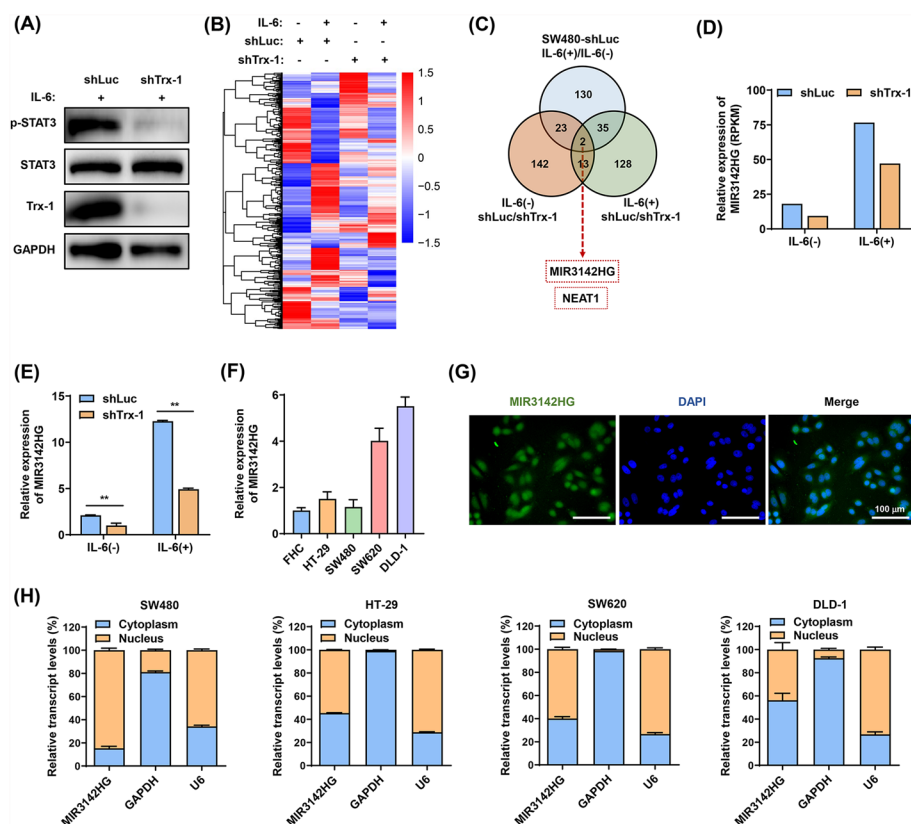 (A)
shLuc shTrx-1
IL-6: + +
p-STAT3
STAT3
Trx-1
GAPDH
(B)
IL-6: - + - +
shLuc: + + - -
shTrx-1: - - + +
1.5
1
0.5
0
−0.5
−1
−1.5
(C)
SW480-shLuc
IL-6(+)/IL-6(-)
130
23 35
2
142 13 128
IL-6(-)
shLuc/shTrx-1
IL-6(+)
shLuc/shTrx-1
MIR3142HG
NEAT1
(D)
shLuc shTrx-1
Relative expression of
MIR3142HG (RPKM)
100
75
50
25
0
IL-6(-) IL-6(+)
(E)
shLuc
shTrx-1
Relative expression
of MIR3142HG
15
10
5
0
**
**
IL-6(-) IL-6(+)
(F)
Relative expression
of MIR3142HG
6
4
2
0
FHC
HT-29
SW480
SW620
DLD-1
(G)
MIR3142HG DAPI Merge
100 μm
(H)
SW480
Cytoplasm
Nucleus
Relative transcript levels (%)
120
100
80
60
40
20
0
MIR3142HG
GAPDH
U6
HT-29
Cytoplasm
Nucleus
Relative transcript levels (%)
120
100
80
60
40
20
0
MIR3142HG
GAPDH
U6
SW620
Cytoplasm
Nucleus
Relative transcript levels (%)
120
100
80
60
40
20
0
MIR3142HG
GAPDH
U6
DLD-1
Cytoplasm
Nucleus
Relative transcript levels (%)
120
100
80
60
40
20
0
MIR3142HG
GAPDH
U6